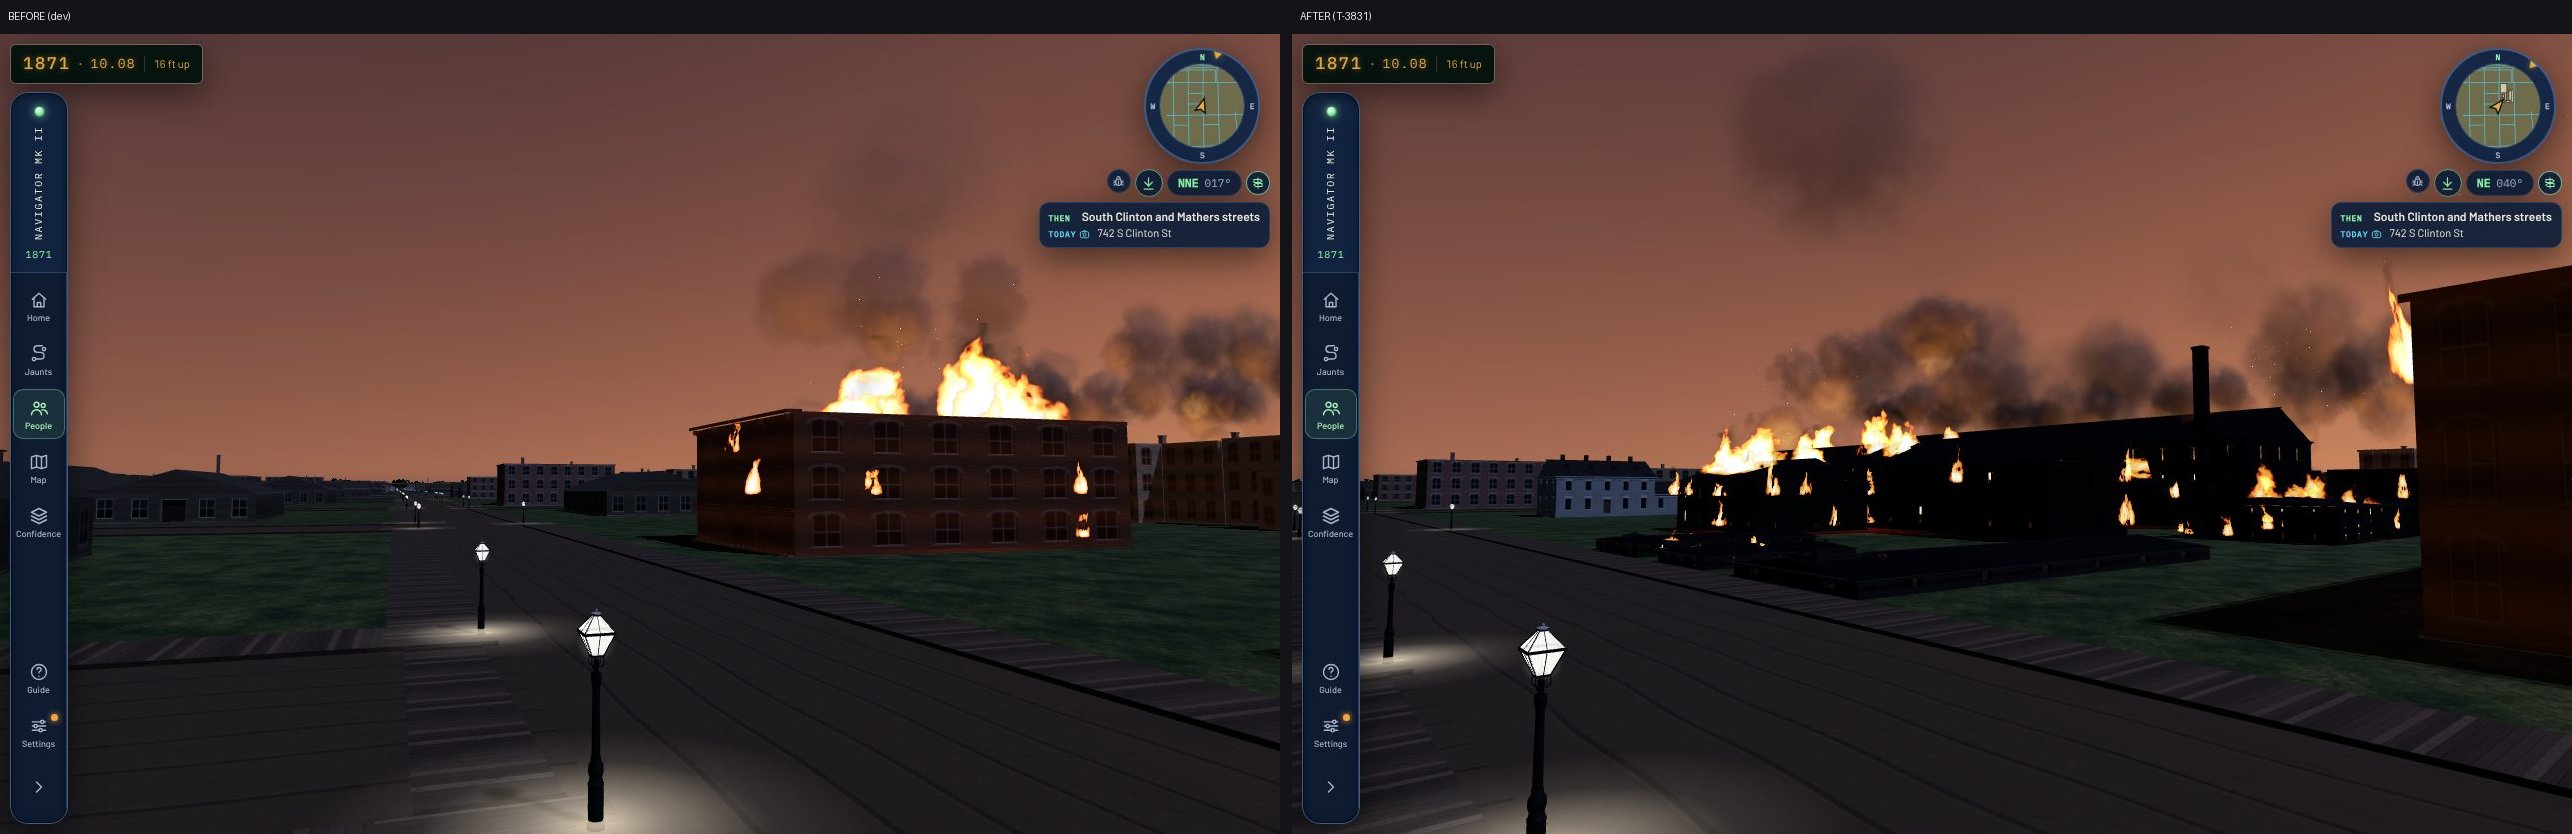 BEFORE (dev)
1871 · 10.08 16 ft up
NAVIGATOR MK II
1871
Home
Jaunts
People
Map
Confidence
Guide
Settings
N
W E
S
NNE 017°
THEN South Clinton and Mathers streets
TODAY 742 S Clinton St
AFTER (T-3831)
1871 · 10.08 16 ft up
NAVIGATOR MK II
1871
Home
Jaunts
People
Map
Confidence
Guide
Settings
N
W E
S
NE 040°
THEN South Clinton and Mathers streets
TODAY 742 S Clinton St